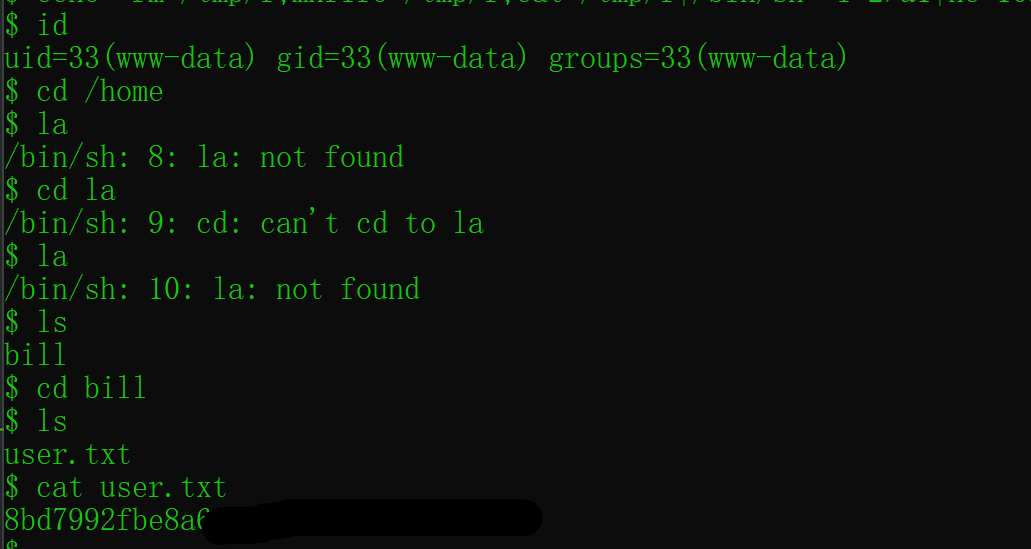 $ id
uid=33(www-data) gid=33(www-data) groups=33(www-data)
$ cd /home
$ la
/bin/sh: 8: la: not found
$ cd la
/bin/sh: 9: cd: can't cd to la
$ la
/bin/sh: 10: la: not found
$ ls
bill
$ cd bill
$ ls
user.txt
$ cat user.txt
8bd7992fbe8a6
$